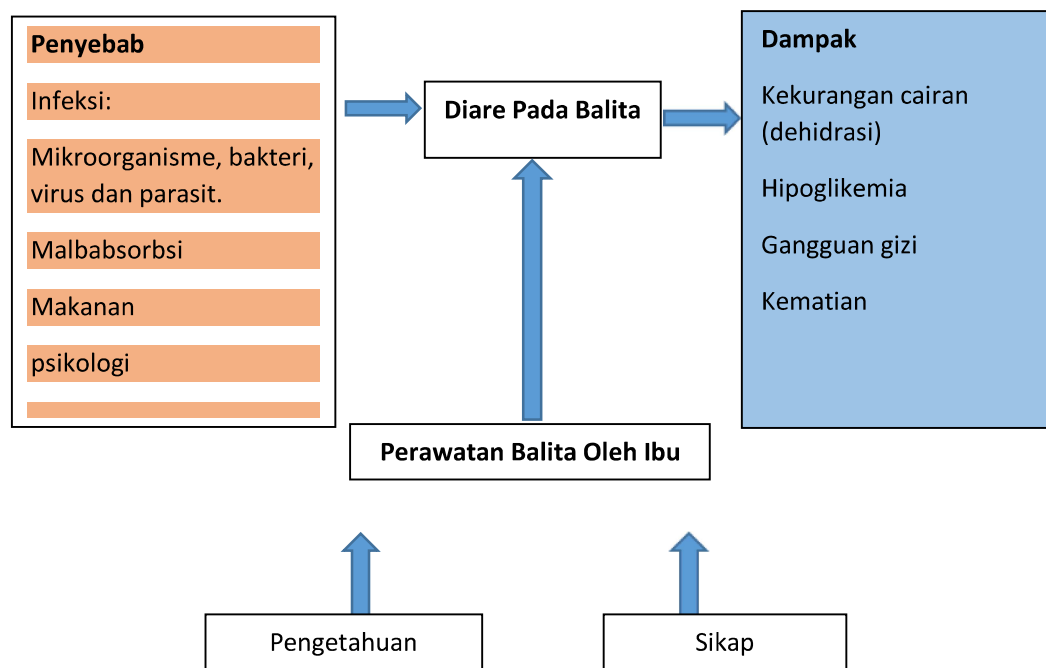 Penyebab
Infeksi:
Mikroorganisme, bakteri,
virus dan parasit.
Malbabsorbsi
Makanan
psikologi
Diare Pada Balita
Dampak
Kekurangan cairan
(dehidrasi)
Hipoglikemia
Gangguan gizi
Kematian
Perawatan Balita Oleh Ibu
Pengetahuan
Sikap